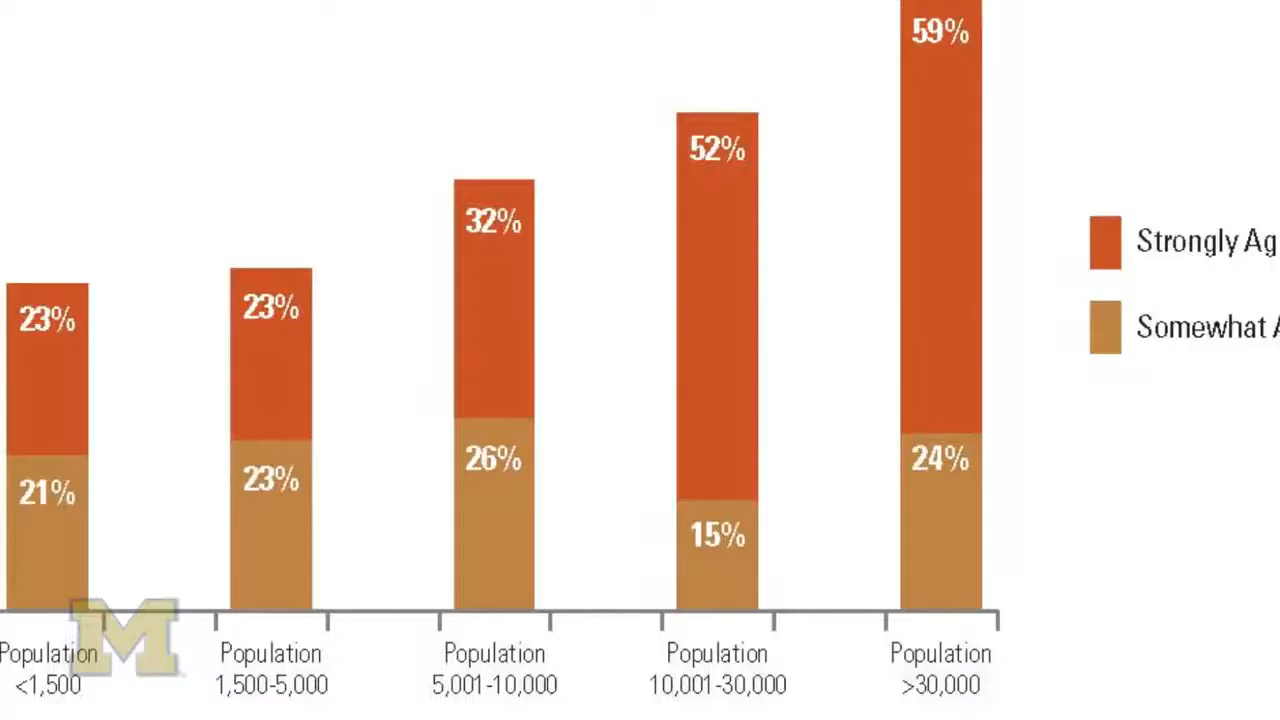 59%
52%
32%
23%
23%
Strongly Ag
Somewhat A
21%
23%
26%
15%
24%
M
Population
<1,500
Population
1,500-5,000
Population
5,001-10,000
Population
10,001-30,000
Population
>30,000